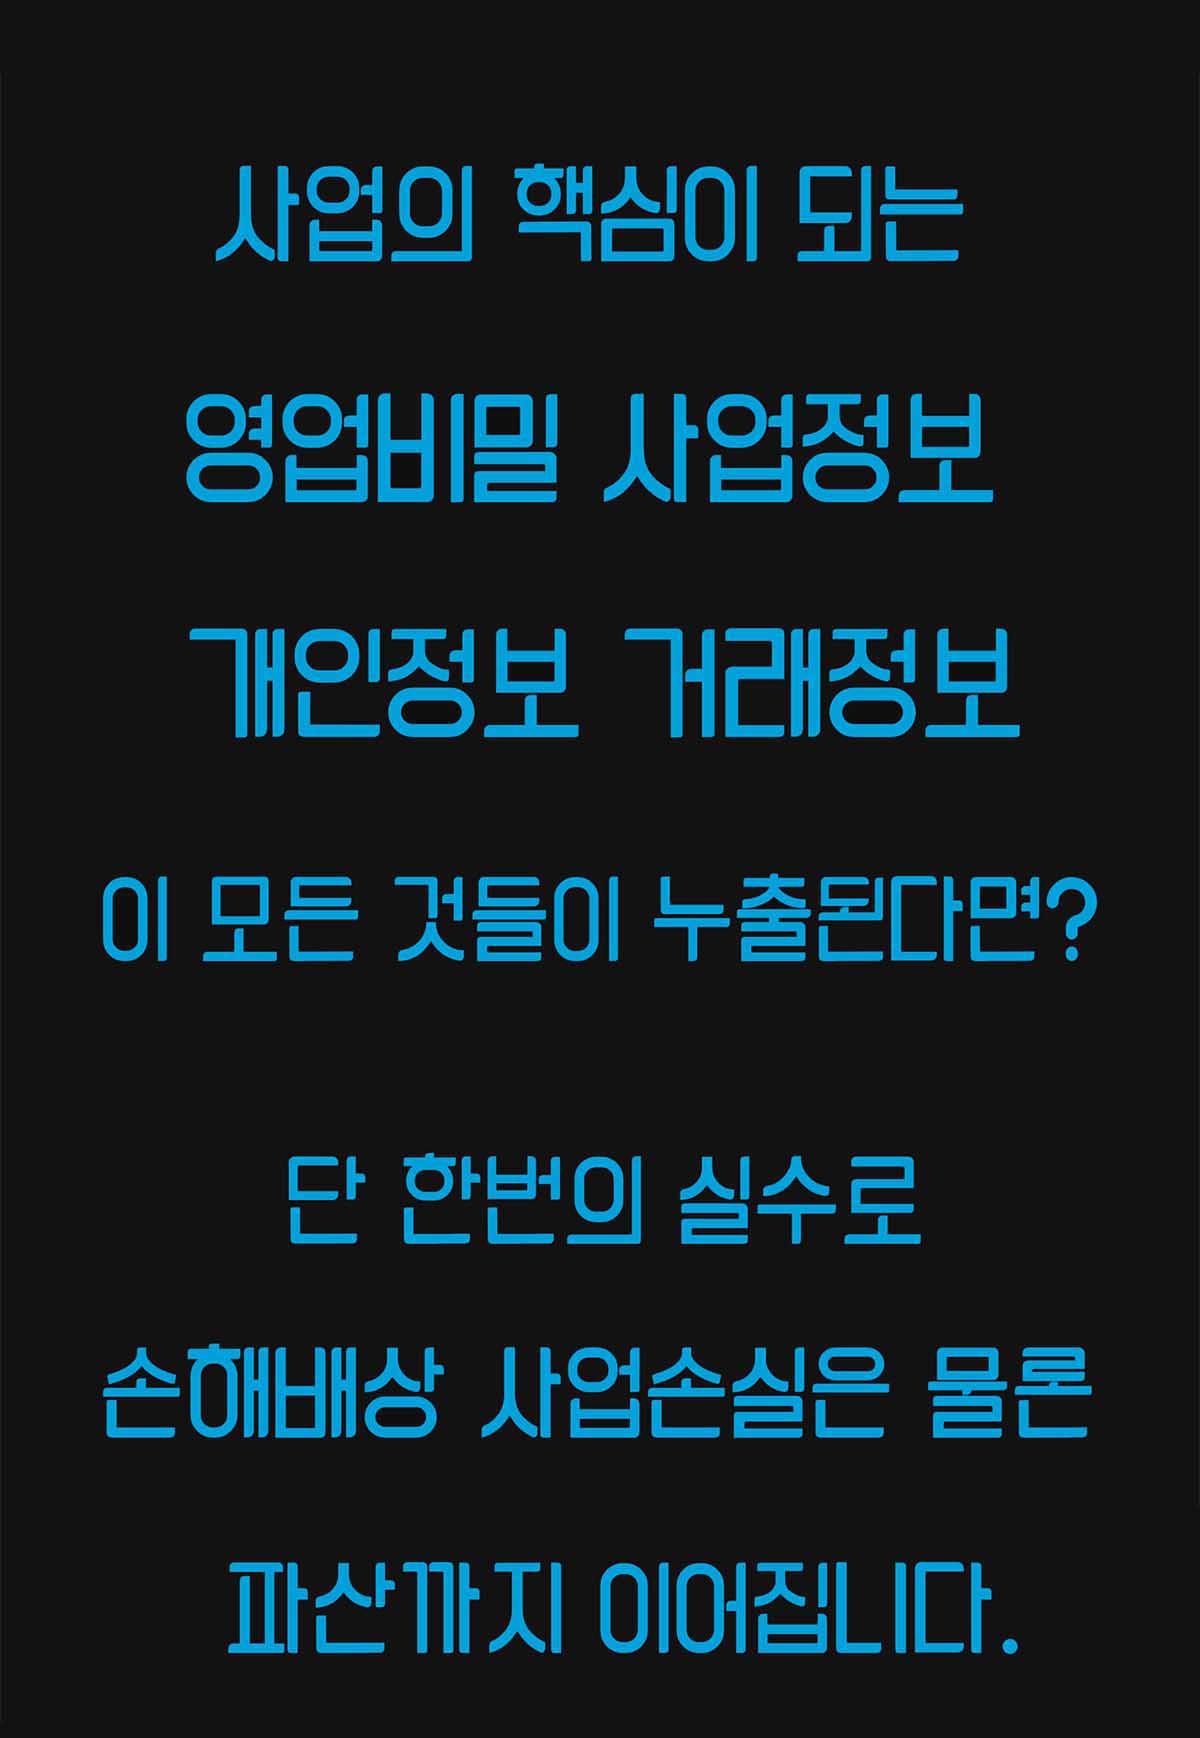 사업의 핵심이 되는
영업비밀 사업정보
개인정보 거래정보
이 모든 것들이 누출된다면?
단 한번의 실수로
손해배상 사업손실은 물론
파산까지 이어집니다.